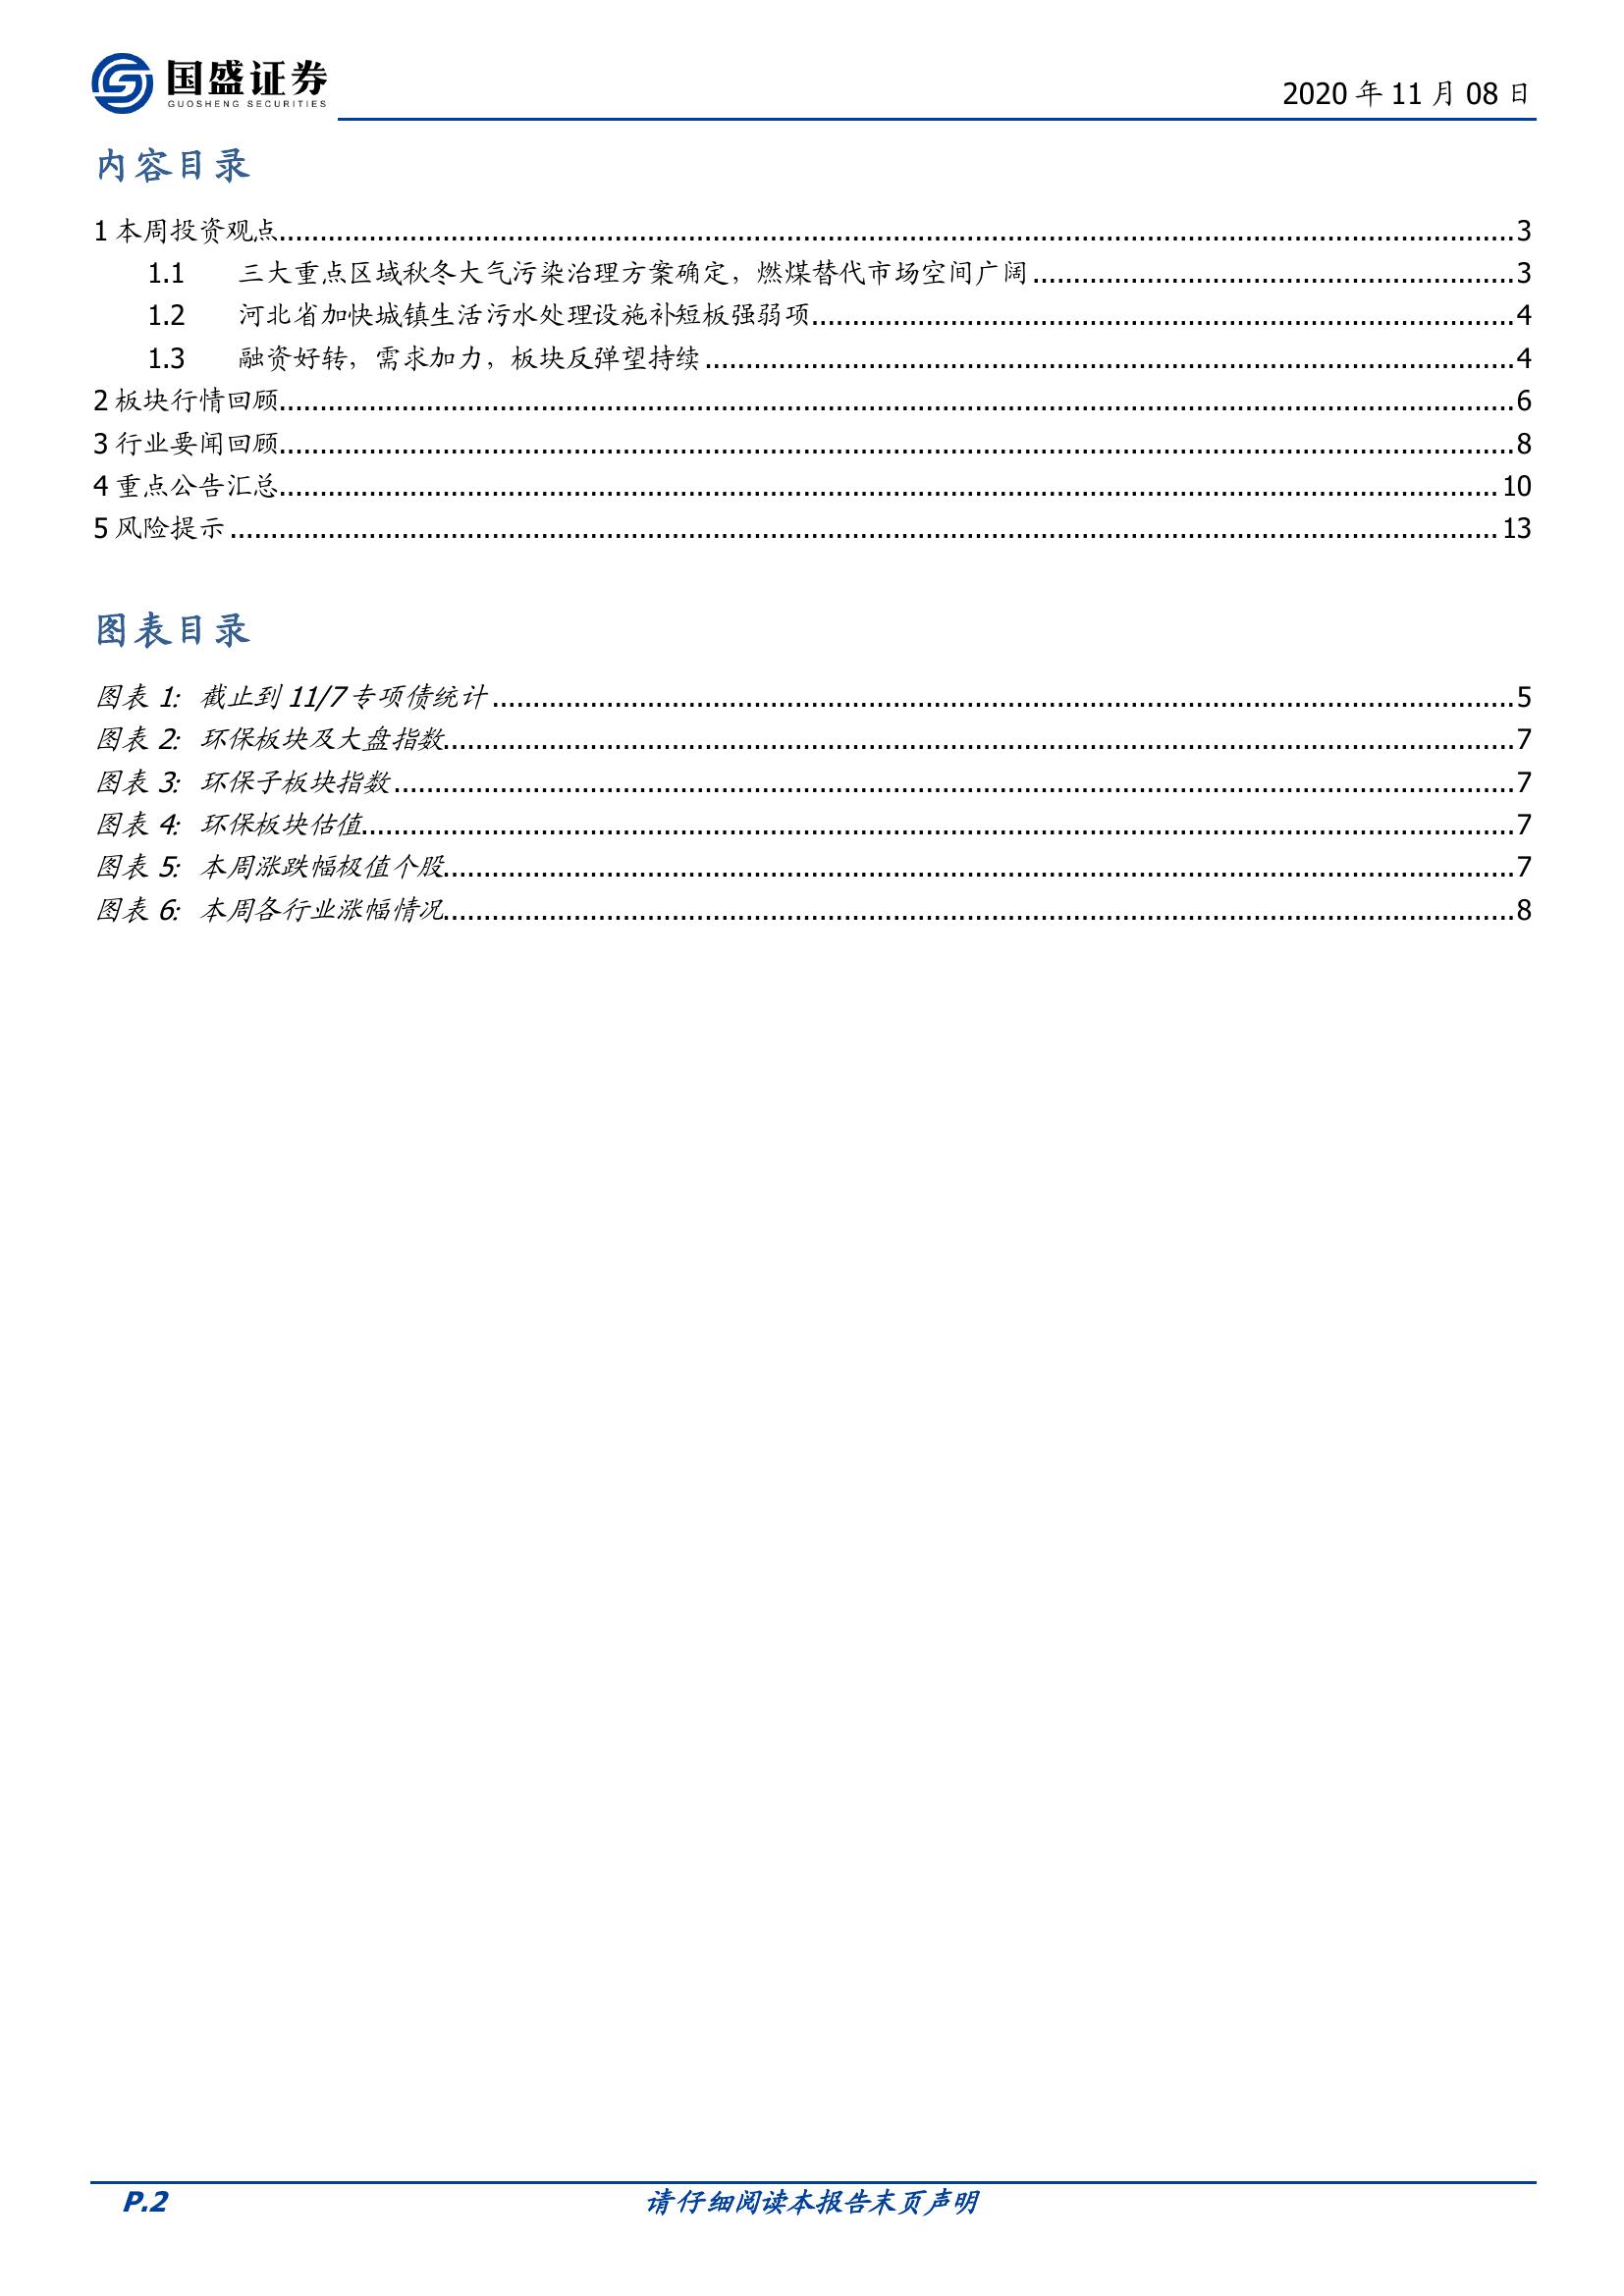 国盛证券
GUOSHENG SECURITIES
2020 年 11 月 08 日
内容目录
1 本周投资观点........................................3
1.1 三大重点区域秋冬大气污染治理方案确定，燃煤替代市场空间广阔........................................3
1.2 河北省加快城镇生活污水处理设施补短板强弱项........................................4
1.3 融资好转，需求加力，板块反弹望持续........................................4
2 板块行情回顾........................................6
3 行业要闻回顾........................................8
4 重点公告汇总........................................10
5 风险提示........................................13
图表目录
图表 1: 截止到 11/7 专项债统计........................................5
图表 2: 环保板块及大盘指数........................................7
图表 3: 环保子板块指数........................................7
图表 4: 环保板块估值........................................7
图表 5: 本周涨跌幅极值个股........................................7
图表 6: 本周各行业涨幅情况........................................8
P.2 请仔细阅读本报告末页声明